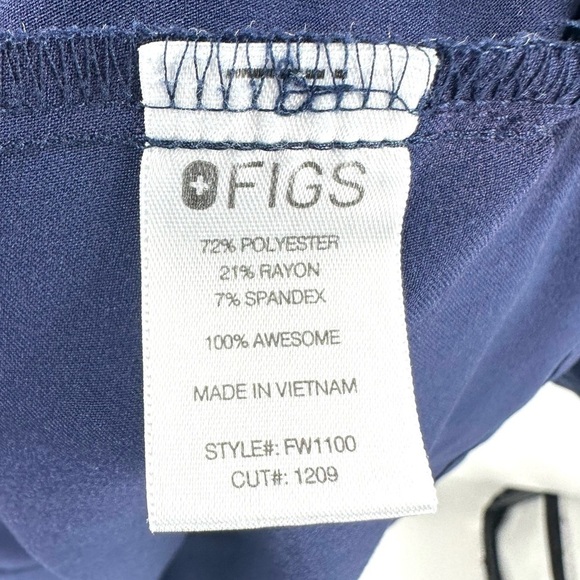 FIGS
72% POLYESTER
21% RAYON
7% SPANDEX
100% AWESOME
MADE IN VIETNAM
STYLE#: FW1100
CUT#: 1209